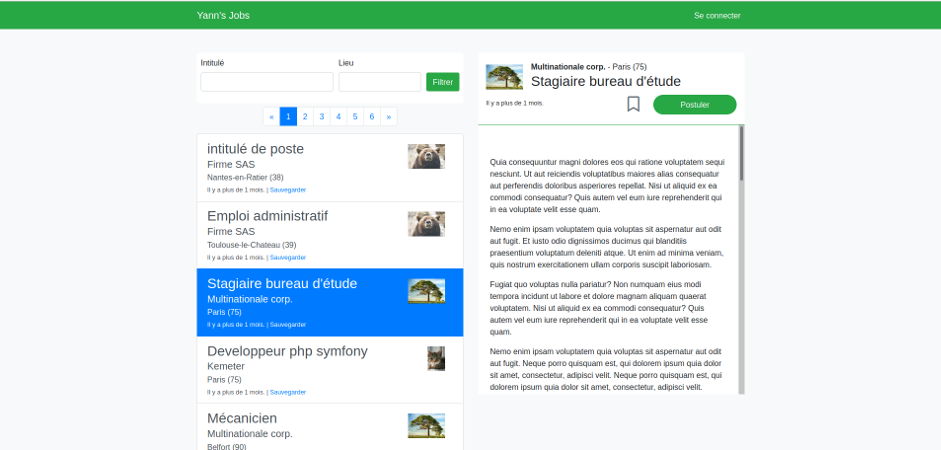 Yann's Jobs
Se connecter
Intitulé
Lieu
Filtrer
« 1 2 3 4 5 6 »
intitulé de poste
Firme SAS
Nantes-en-Ratier (38)
Il y a plus de 1 mois. | Sauvegarder
Emploi administratif
Firme SAS
Toulouse-le-Chateau (39)
Il y a plus de 1 mois. | Sauvegarder
Stagiaire bureau d'étude
Multinationale corp.
Paris (75)
Il y a plus de 1 mois. | Sauvegarder
Developpeur php symfony
Kemeter
Paris (75)
Il y a plus de 1 mois. | Sauvegarder
Mécanicien
Multinationale corp.
Belfort (90)
Multinationale corp. - Paris (75)
Stagiaire bureau d'étude
Il y a plus de 1 mois.
Postuler
Quia consequuntur magni dolores eos qui ratione voluptatem sequi
nesciunt. Ut aut reiciendis voluptatibus maiores alias consequatur
aut perferendis doloribus asperiores repellat. Nisi ut aliquid ex ea
commodi consequatur? Quis autem vel eum iure reprehenderit qui
in ea voluptate velit esse quam.
Nemo enim ipsam voluptatem quia voluptas sit aspernatur aut odit
aut fugit. Et iusto odio dignissimos ducimus qui blanditiis
praesentium voluptatum deleniti atque. Ut enim ad minima veniam,
quis nostrum exercitationem ullam corporis suscipit laboriosam.
Fugiat quo voluptas nulla pariatur? Non numquam eius modi
tempora incidunt ut labore et dolore magnam aliquam quaerat
voluptatem. Nisi ut aliquid ex ea commodi consequatur? Quis
autem vel eum iure reprehenderit qui in ea voluptate velit esse
quam.
Nemo enim ipsam voluptatem quia voluptas sit aspernatur aut odit
aut fugit. Neque porro quisquam est, qui dolorem ipsum quia dolor
sit amet, consectetur, adipisci velit. Neque porro quisquam est, qui
dolorem ipsum quia dolor sit amet, consectetur, adipisci velit.